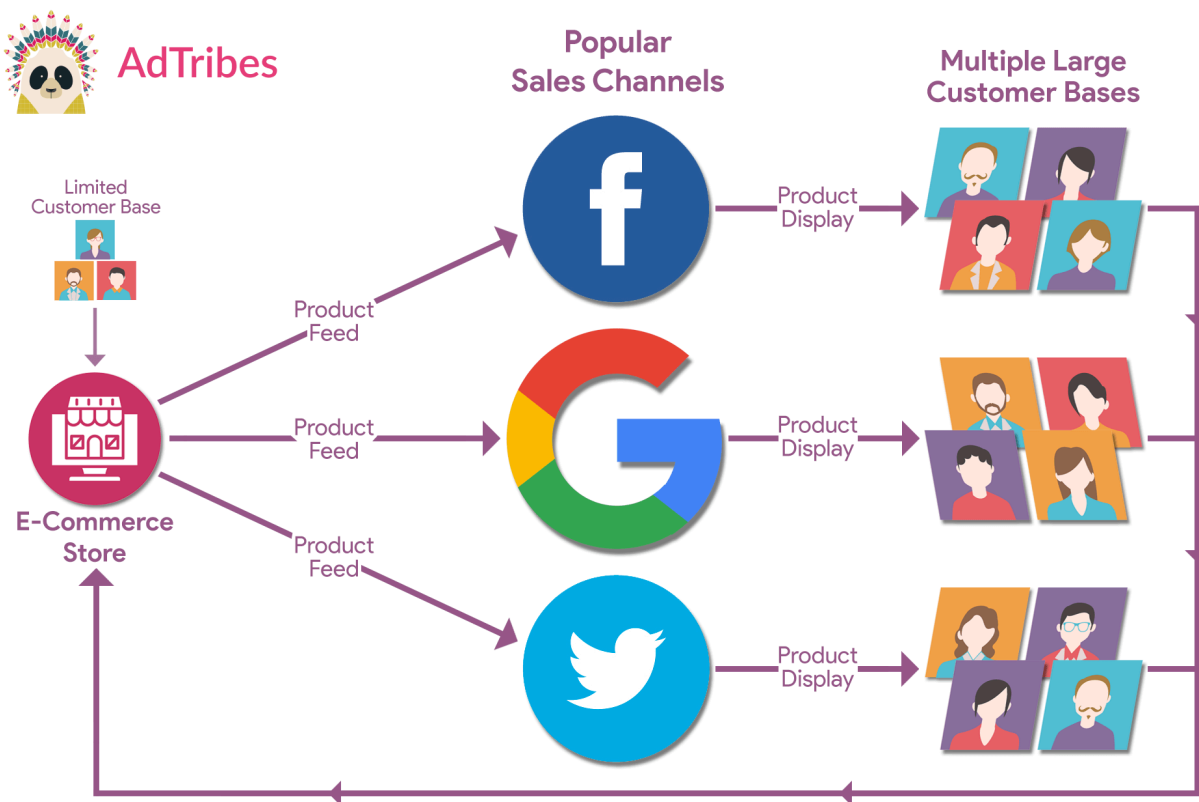 AdTribes
Popular
Sales Channels
Multiple Large
Customer Bases
Limited
Customer Base
Product
Display
Product
Feed
Product
Feed
Product
Display
E-Commerce
Store
Product
Feed
Product
Display